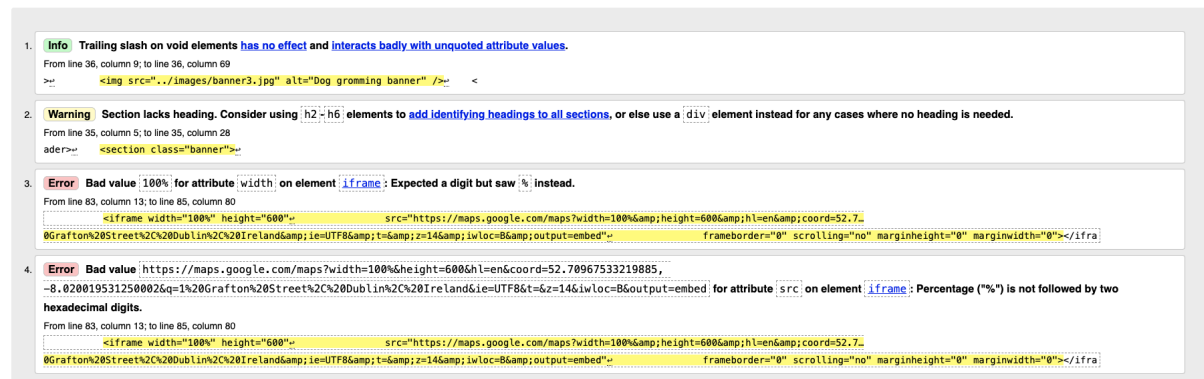 1. Info Trailing slash on void elements has no effect and interacts badly with unquoted attribute values.
From line 36, column 9; to line 36, column 69
>↩ <img src="../images/banner3.jpg" alt="Dog gromming banner" />↩ <
2. Warning Section lacks heading. Consider using h2-h6 elements to add identifying headings to all sections, or else use a div element instead for any cases where no heading is needed.
From line 35, column 5; to line 35, column 28
ader>↩ <section class="banner">↩
3. Error Bad value 100% for attribute width on element iframe: Expected a digit but saw % instead.
From line 83, column 13; to line 85, column 80
<iframe width="100%" height="600"↩ src="https://maps.google.com/maps?width=100%&amp;height=600&amp;hl=en&amp;coord=52.7…
0Grafton%20Street%2C%20Dublin%2C%20Ireland&amp;ie=UTF8&amp;t=&amp;z=14&amp;iwloc=B&amp;output=embed"↩ frameborder="0" scrolling="no" marginheight="0" marginwidth="0"></ifra
4. Error Bad value https://maps.google.com/maps?width=100%&height=600&hl=en&coord=52.70967533219885,
-8.020019531250002&q=1%20Grafton%20Street%2C%20Dublin%2C%20Ireland&ie=UTF8&t=&z=14&iwloc=B&output=embed for attribute src on element iframe: Percentage ("%") is not followed by two
hexadecimal digits.
From line 83, column 13; to line 85, column 80
<iframe width="100%" height="600"↩ src="https://maps.google.com/maps?width=100%&amp;height=600&amp;hl=en&amp;coord=52.7…
0Grafton%20Street%2C%20Dublin%2C%20Ireland&amp;ie=UTF8&amp;t=&amp;z=14&amp;iwloc=B&amp;output=embed"↩ frameborder="0" scrolling="no" marginheight="0" marginwidth="0"></ifra